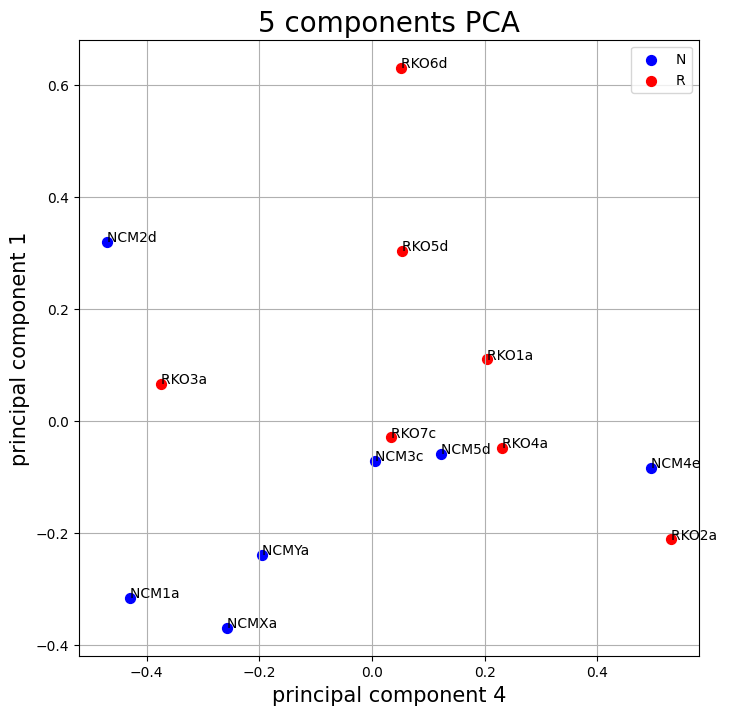 5 components PCA
N
R
RKO6d
NCM2d
RKO5d
RKO1a
RKO3a
RKO7c
RKO4a
NCM5d
NCM3c
NCM4e
RKO2a
NCMYa
NCM1a
NCMXa
0.6
0.4
0.2
0.0
−0.2
−0.4
principal component 1
−0.4
−0.2
0.0
0.2
0.4
principal component 4